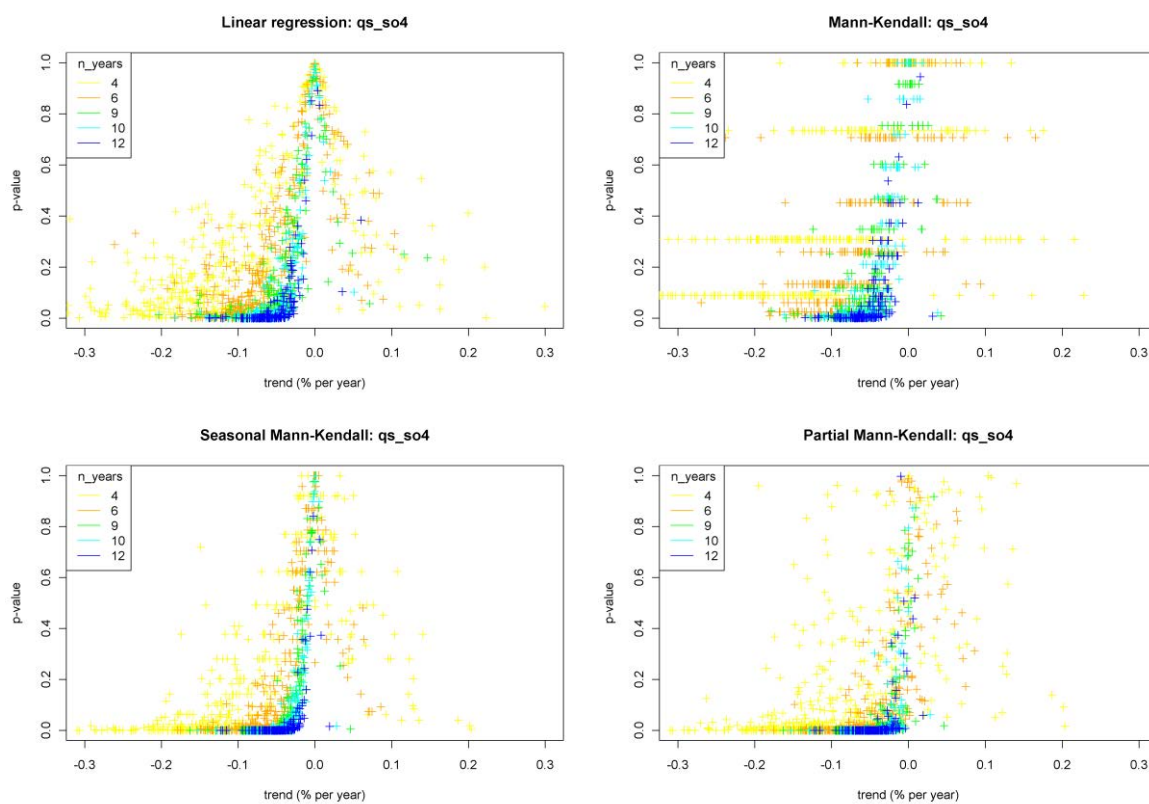 Linear regression: qs_so4
n_years
4
6
9
10
12
p-value
0.0 0.2 0.4 0.6 0.8 1.0
-0.3 -0.2 -0.1 0.0 0.1 0.2 0.3
trend (% per year)
Mann-Kendall: qs_so4
n_years
4
6
9
10
12
p-value
0.0 0.2 0.4 0.6 0.8 1.0
-0.3 -0.2 -0.1 0.0 0.1 0.2 0.3
trend (% per year)
Seasonal Mann-Kendall: qs_so4
n_years
4
6
9
10
12
p-value
0.0 0.2 0.4 0.6 0.8 1.0
-0.3 -0.2 -0.1 0.0 0.1 0.2 0.3
trend (% per year)
Partial Mann-Kendall: qs_so4
n_years
4
6
9
10
12
p-value
0.0 0.2 0.4 0.6 0.8 1.0
-0.3 -0.2 -0.1 0.0 0.1 0.2 0.3
trend (% per year)